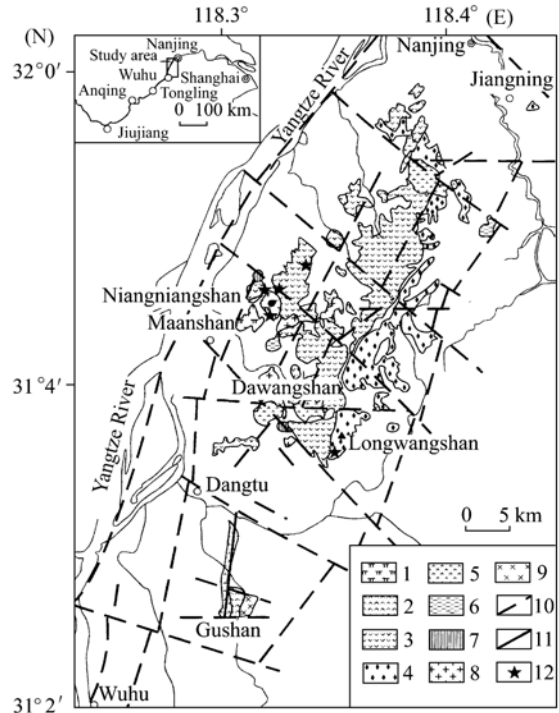 118.3°
118.4°
(E)
(N)
32°0′
31°4′
31°2′
Nanjing
Study area
Wuhu
Shanghai
Tongling
Anqing
0 100 km
Jiujiang
Nanjing
Jiangning
Yangtze River
Niangniangshan
Maanshan
Dawangshan
Longwangshan
Yangtze River
Dangtu
0 5 km
Gushan
Wuhu
1 5 9
2 6 10
3 7 11
4 8 12